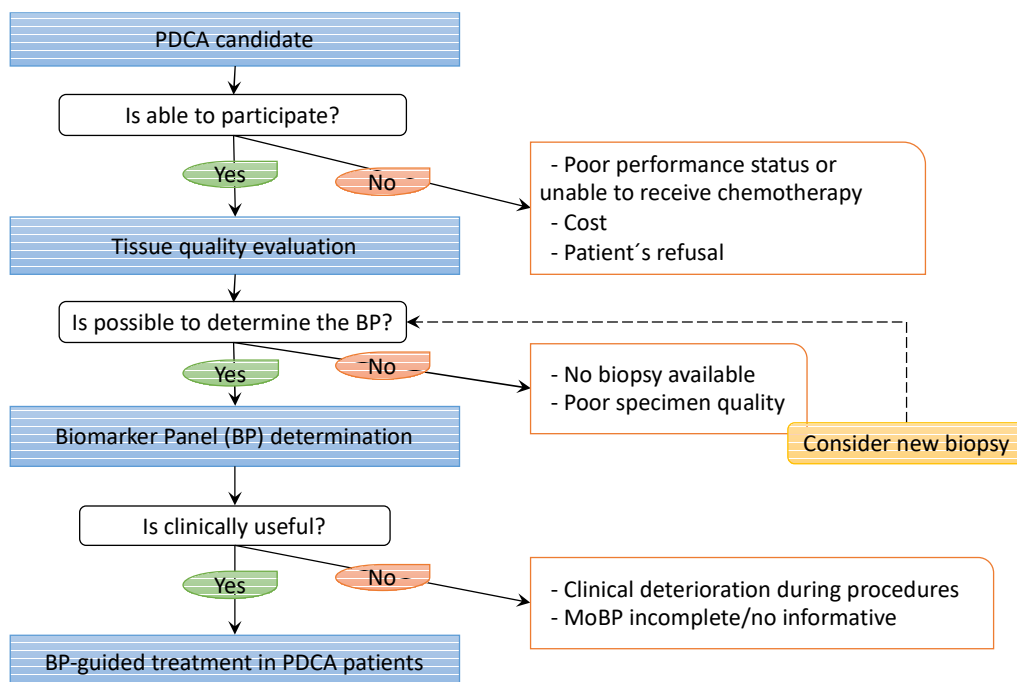 PDCA candidate
Is able to participate?
Yes
No
- Poor performance status or
unable to receive chemotherapy
- Cost
- Patient´s refusal
Tissue quality evaluation
Is possible to determine the BP?
Yes
No
- No biopsy available
- Poor specimen quality
Consider new biopsy
Biomarker Panel (BP) determination
Is clinically useful?
Yes
No
- Clinical deterioration during procedures
- MoBP incomplete/no informative
BP-guided treatment in PDCA patients